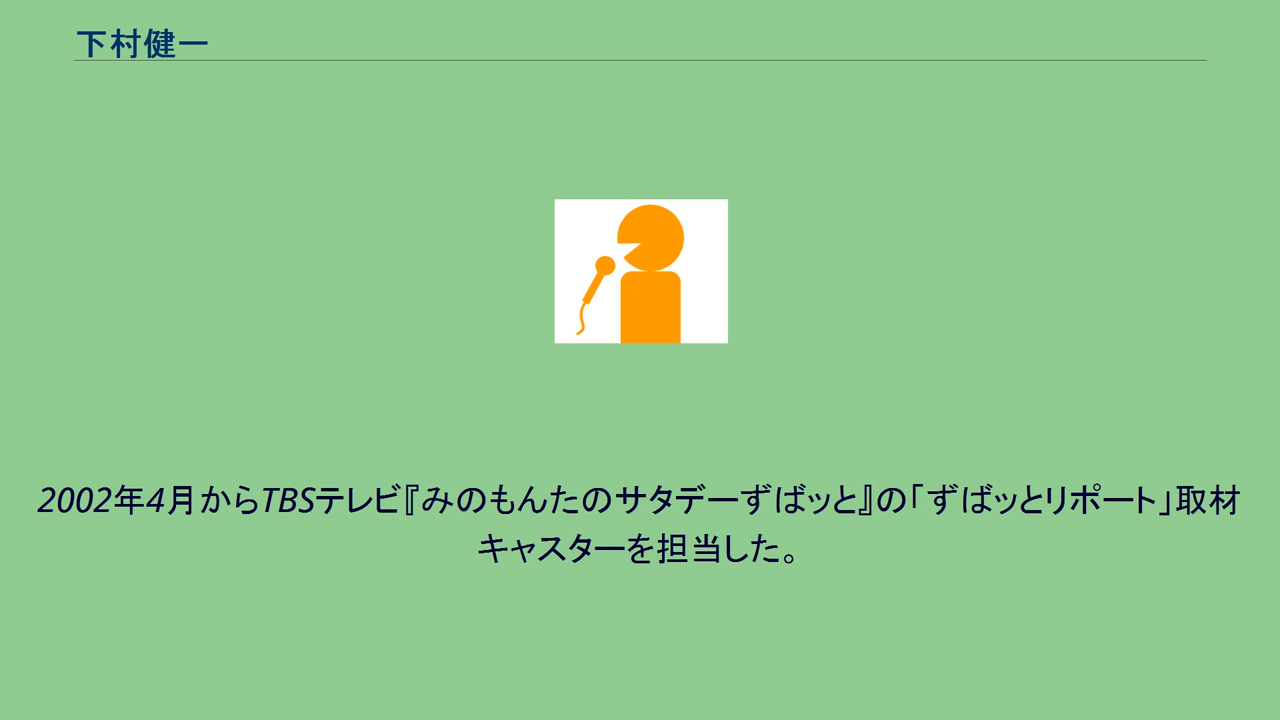 下村健一
2002年4月からTBSテレビ『みのもんたのサタデーずばッと』の「ずばッとリポート」取材
キャスターを担当した。